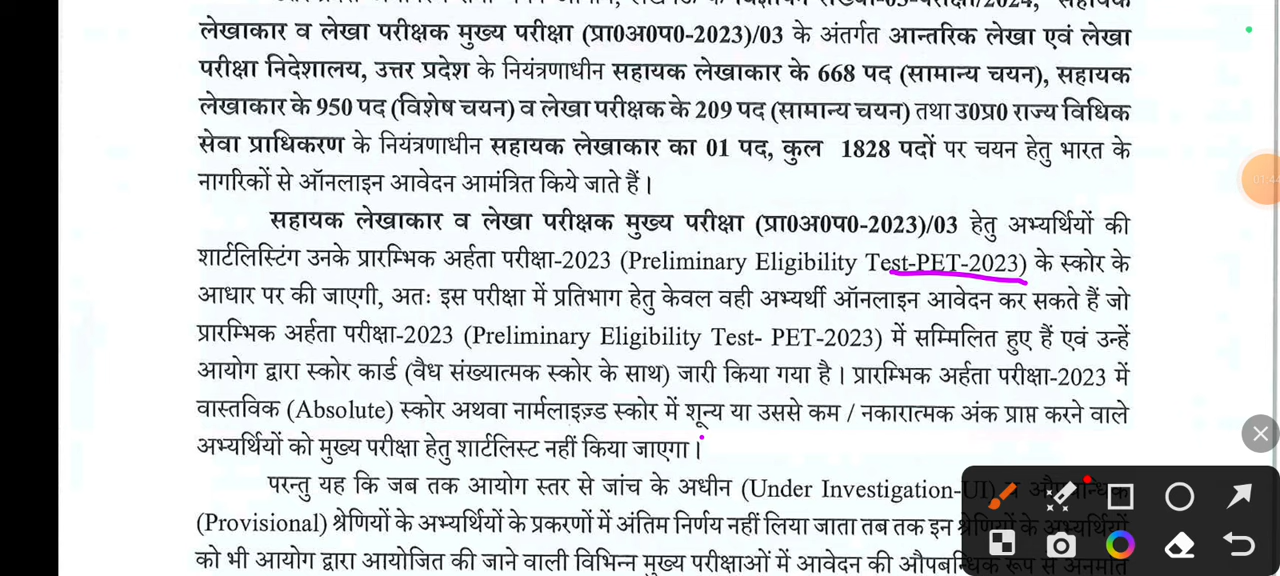 लेखाकार व लेखा परीक्षक मुख्य परीक्षा (प्रा0अ0प0-2023)/03 के अंतर्गत आन्तरिक लेखा एवं लेखा
परीक्षा निदेशालय, उत्तर प्रदेश के नियंत्रणाधीन सहायक लेखाकार के 668 पद (सामान्य चयन), सहायक
लेखाकार के 950 पद (विशेष चयन) व लेखा परीक्षक के 209 पद (सामान्य चयन) तथा उ0प्र0 राज्य विधिक
सेवा प्राधिकरण के नियंत्रणाधीन सहायक लेखाकार का 01 पद, कुल 1828 पदों पर चयन हेतु भारत के
नागरिकों से ऑनलाइन आवेदन आमंत्रित किये जाते हैं।
सहायक लेखाकार व लेखा परीक्षक मुख्य परीक्षा (प्रा0अ0प0-2023)/03 हेतु अभ्यर्थियों की
शार्टलिस्टिंग उनके प्रारम्भिक अर्हता परीक्षा-2023 (Preliminary Eligibility Test-PET-2023) के स्कोर के
आधार पर की जाएगी, अतः इस परीक्षा में प्रतिभाग हेतु केवल वही अभ्यर्थी ऑनलाइन आवेदन कर सकते हैं जो
प्रारम्भिक अर्हता परीक्षा-2023 (Preliminary Eligibility Test- PET-2023) में सम्मिलित हुए हैं एवं उन्हें
आयोग द्वारा स्कोर कार्ड (वैध संख्यात्मक स्कोर के साथ) जारी किया गया है। प्रारम्भिक अर्हता परीक्षा-2023 में
वास्तविक (Absolute) स्कोर अथवा नार्मलाइज़्ड स्कोर में शून्य या उससे कम / नकारात्मक अंक प्राप्त करने वाले
अभ्यर्थियों को मुख्य परीक्षा हेतु शार्टलिस्ट नहीं किया जाएगा।
परन्तु यह कि जब तक आयोग स्तर से जांच के अधीन (Under Investigation-UI) व औपबन्धिक
(Provisional) श्रेणियों के अभ्यर्थियों के प्रकरणों में अंतिम निर्णय नहीं लिया जाता तब तक इन श्रेणियों के अभ्यर्थियों
को भी आयोग द्वारा आयोजित की जाने वाली विभिन्न मुख्य परीक्षाओं में आवेदन की औपबन्धिक रूप से